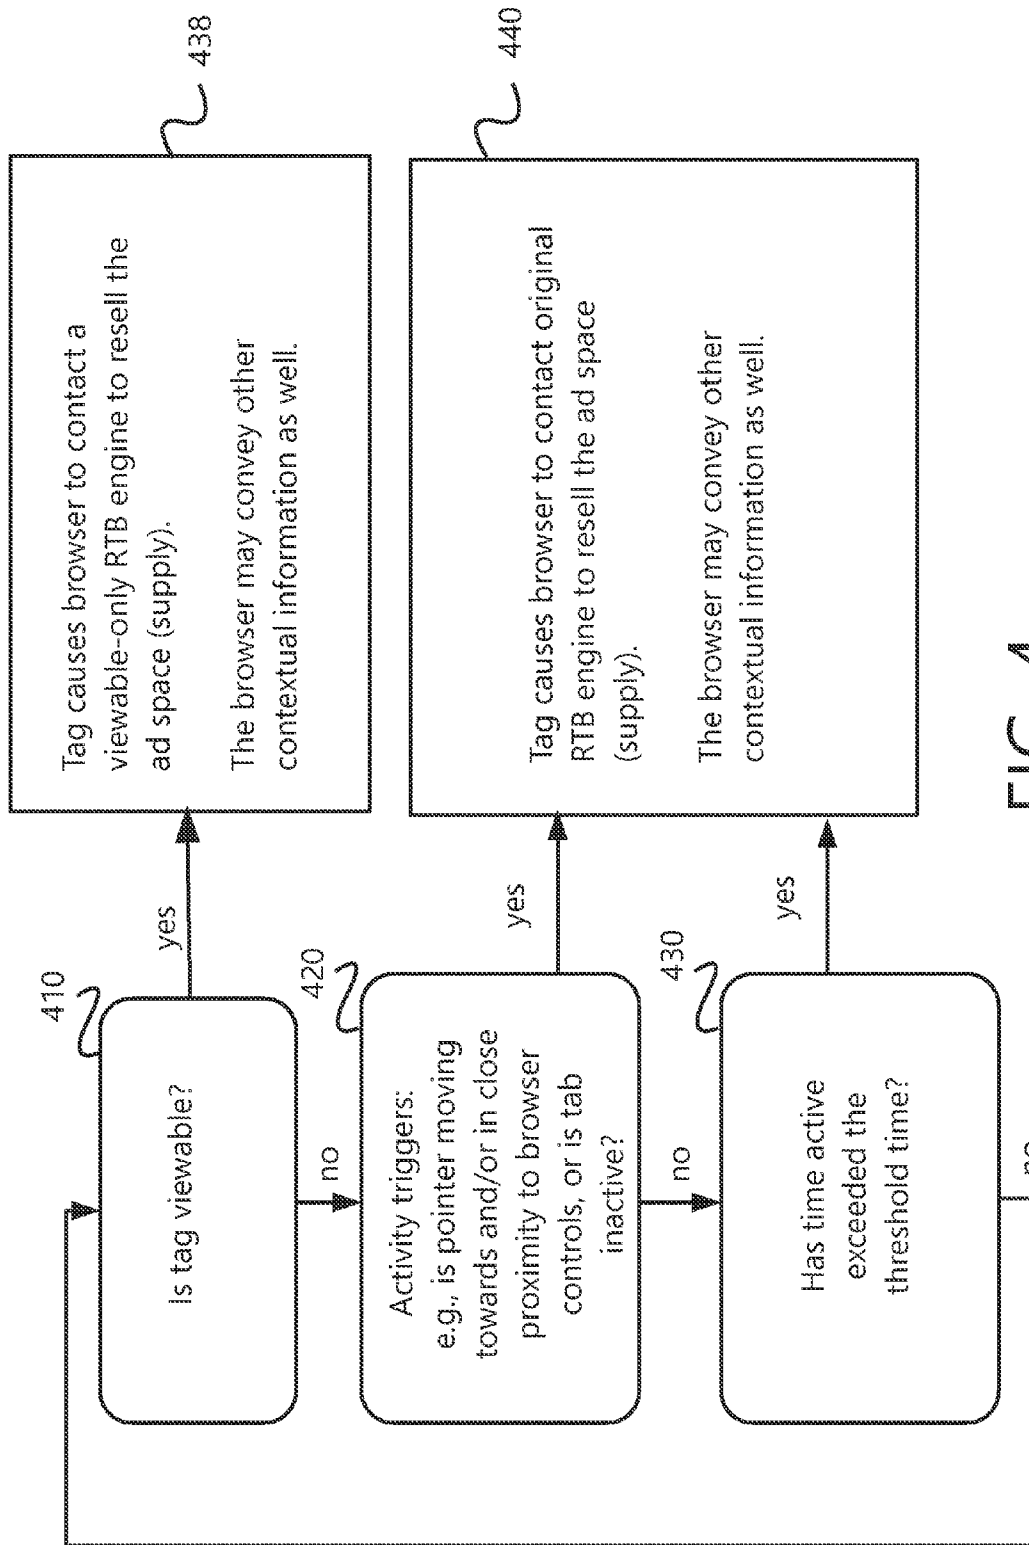 410
Is tag viewable?
yes
438
Tag causes browser to contact a
viewable-only RTB engine to resell the
ad space (supply).
The browser may convey other
contextual information as well.
no
420
Activity triggers:
e.g., is pointer moving
towards and/or in close
proximity to browser
controls, or is tab
inactive?
yes
440
Tag causes browser to contact original
RTB engine to resell the ad space
(supply).
The browser may convey other
contextual information as well.
no
430
Has time active
exceeded the
threshold time?
yes
no